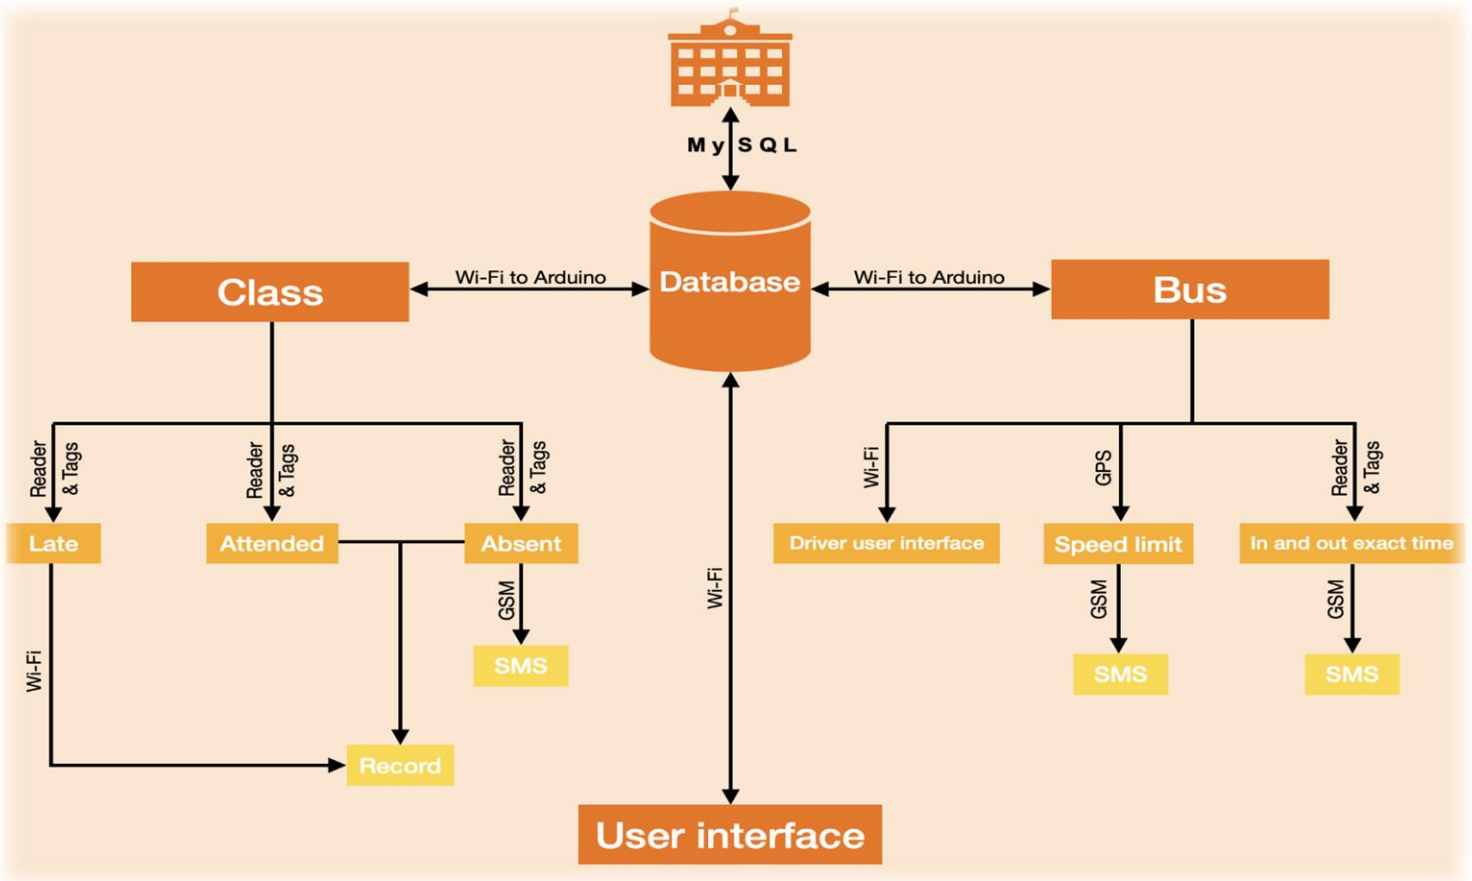 My SQL
Database
Class
Wi-Fi to Arduino
Wi-Fi to Arduino
Bus
Reader
& Tags
Reader
& Tags
Reader
& Tags
Wi-Fi
GPS
Reader
& Tags
Late
Attended
Absent
Driver user interface
Speed limit
In and out exact time
GSM
Wi-Fi
GSM
GSM
SMS
Wi-Fi
SMS
SMS
Record
User interface